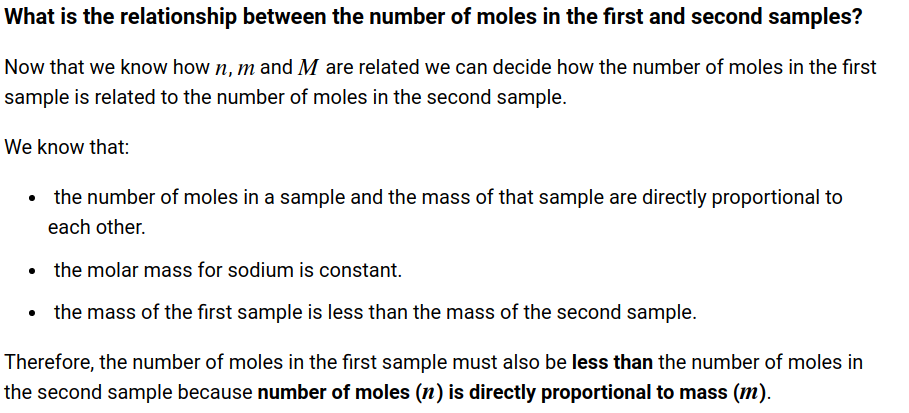 What is the relationship between the number of moles in the first and second samples?
Now that we know how n, m and M are related we can decide how the number of moles in the first
sample is related to the number of moles in the second sample.
We know that:
• the number of moles in a sample and the mass of that sample are directly proportional to
each other.
• the molar mass for sodium is constant.
• the mass of the first sample is less than the mass of the second sample.
Therefore, the number of moles in the first sample must also be less than the number of moles in
the second sample because number of moles (n) is directly proportional to mass (m).